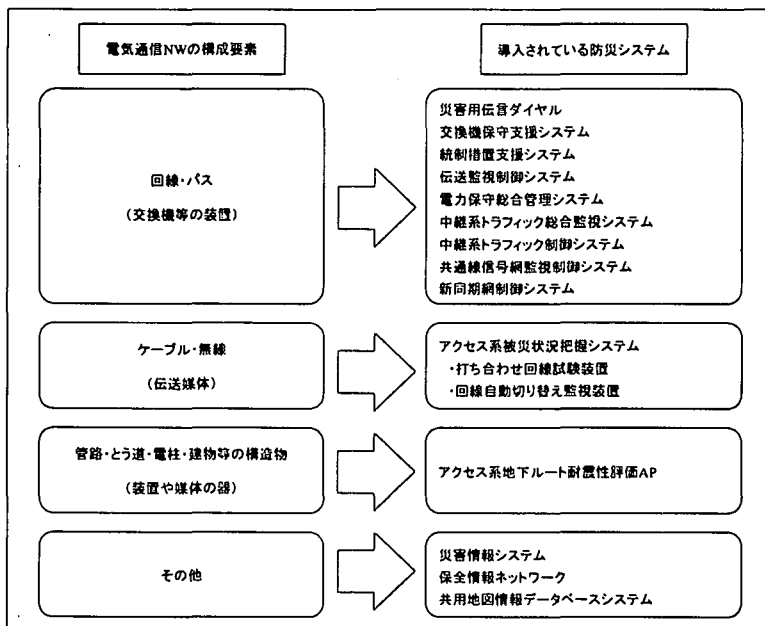 電気通信NWの構成要素
導入されている防災システム
回線・パス
(交換機等の装置)
災害用伝言ダイヤル
交換機保守支援システム
統制措置支援システム
伝送監視制御システム
電力保守総合管理システム
中継系トラフィック総合監視システム
中継系トラフィック制御システム
共通線信号網監視制御システム
新同期網制御システム
ケーブル・無線
(伝送媒体)
アクセス系被災状況把握システム
・打ち合わせ回線試験装置
・回線自動切り替え監視装置
管路・とう道・電柱・建物等の構造物
(装置や媒体の器)
アクセス系地下ルート耐震性評価AP
その他
災害情報システム
保全情報ネットワーク
共用地図情報データベースシステム